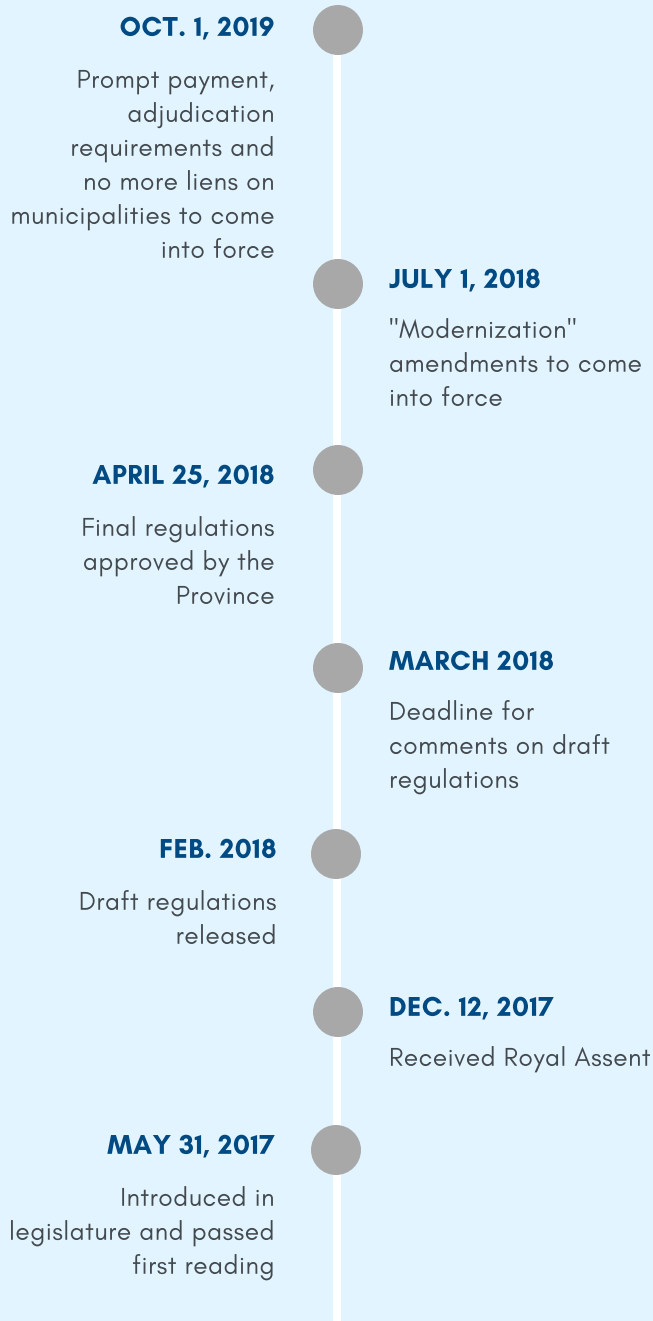 OCT. 1, 2019
Prompt payment,
adjudication
requirements and
no more liens on
municipalities to come
into force
JULY 1, 2018
"Modernization"
amendments to come
into force
APRIL 25, 2018
Final regulations
approved by the
Province
MARCH 2018
Deadline for
comments on draft
regulations
FEB. 2018
Draft regulations
released
DEC. 12, 2017
Received Royal Assent
MAY 31, 2017
Introduced in
legislature and passed
first reading